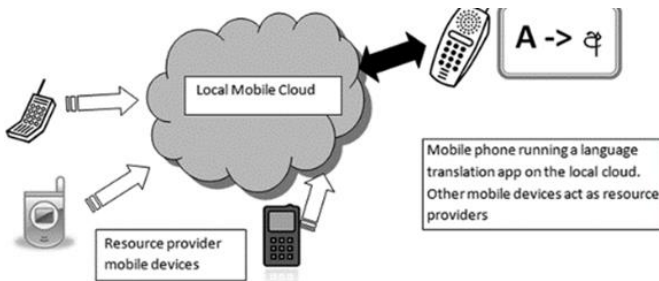 A -> අ
Local Mobile Cloud
Mobile phone running a language
translation app on the local cloud.
Other mobile devices act as resource
providers
Resource provider
mobile devices